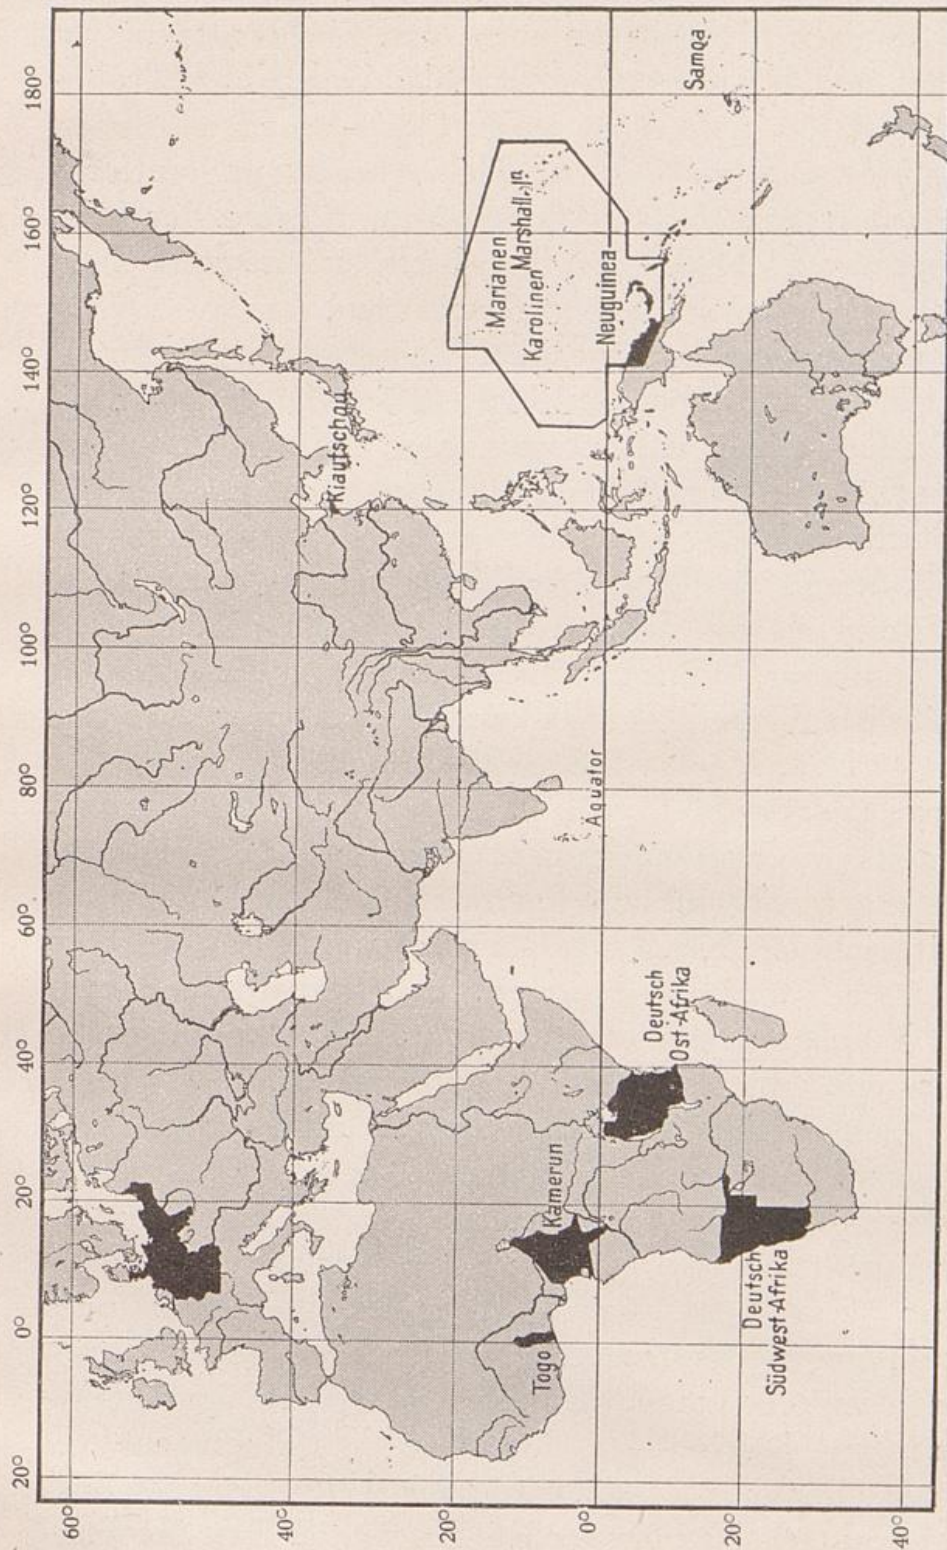 20°
0°
20°
40°
60°
80°
100°
120°
140°
160°
180°
60°
40°
20°
0°
20°
40°
Kiautschou
Marianen
Karolinen
Marshall-In
Neuguinea
Samoa
Äquator
Togo
Kamerun
Deutsch
Ost-Afrika
Deutsch
Südwest-Afrika